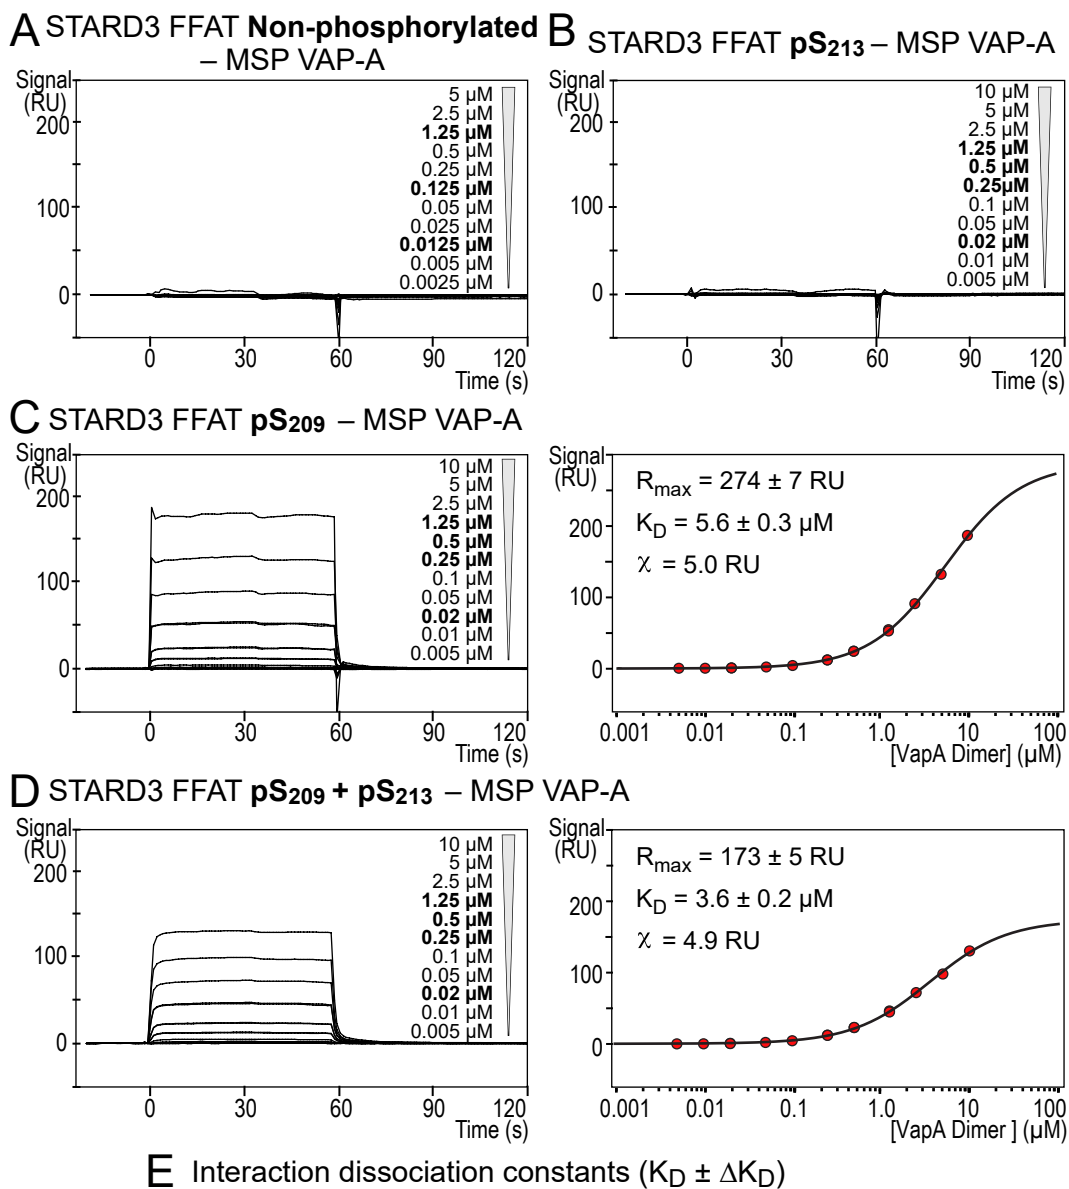 A STARD3 FFAT Non-phosphorylated
– MSP VAP-A
Signal
(RU)
200
100
0
5 µM
2.5 µM
1.25 µM
0.5 µM
0.25 µM
0.125 µM
0.05 µM
0.025 µM
0.0125 µM
0.005 µM
0.0025 µM
0 30 60 90 120
Time (s)
B STARD3 FFAT pS213 – MSP VAP-A
Signal
(RU)
200
100
0
10 µM
5 µM
2.5 µM
1.25 µM
0.5 µM
0.25µM
0.1 µM
0.05 µM
0.02 µM
0.01 µM
0.005 µM
0 30 60 90 120
Time (s)
C STARD3 FFAT pS209 – MSP VAP-A
Signal
(RU)
200
100
0
10 µM
5 µM
2.5 µM
1.25 µM
0.5 µM
0.25 µM
0.1 µM
0.05 µM
0.02 µM
0.01 µM
0.005 µM
0 30 60 90 120
Time (s)
Signal
(RU)
200
100
0
Rmax = 274 ± 7 RU
KD = 5.6 ± 0.3 µM
χ = 5.0 RU
0.001 0.01 0.1 1.0 10 100
[VapA Dimer] (µM)
D STARD3 FFAT pS209 + pS213 – MSP VAP-A
Signal
(RU)
200
100
0
10 µM
5 µM
2.5 µM
1.25 µM
0.5 µM
0.25 µM
0.1 µM
0.05 µM
0.02 µM
0.01 µM
0.005 µM
0 30 60 90 120
Time (s)
Signal
(RU)
200
100
0
Rmax = 173 ± 5 RU
KD = 3.6 ± 0.2 µM
χ = 4.9 RU
0.001 0.01 0.1 1.0 10 100
[VapA Dimer ] (µM)
E Interaction dissociation constants (KD ± ΔKD)